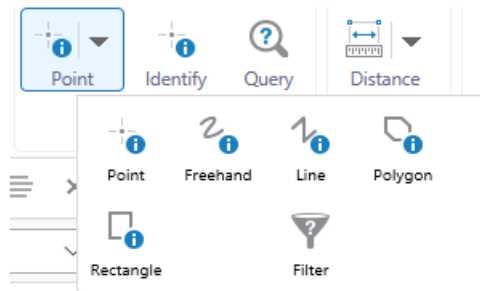 Point Identify Query Distance
Point Freehand Line Polygon
Rectangle Filter